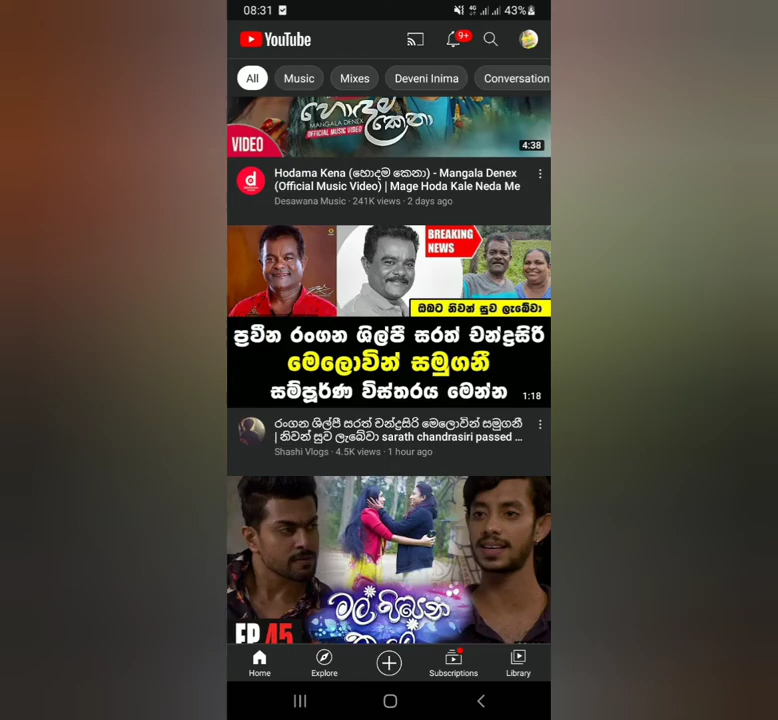 08:31
4G
43%
YouTube
9+
All
Music
Mixes
Deveni Inima
Conversation
හොදම කෙනා
MANGALA DENEX
OFFICIAL MUSIC VIDEO
VIDEO
4:38
d
Hodama Kena (හොදම කෙනා) - Mangala Denex
(Official Music Video) | Mage Hoda Kale Neda Me
Desawana Music · 241K views · 2 days ago
BREAKING
NEWS
ඔබට නිවන් සුව ලැබේවා
ප්‍රවීන රංගන ශිල්පී සරත් චන්ද්‍රසිරි
මෙලොවින් සමුගනී
සම්පූර්ණ විස්තරය මෙන්න
1:18
රංගන ශිල්පී සරත් චන්ද්‍රසිරි මෙලොවින් සමුගනී
| නිවන් සුව ලැබේවා sarath chandrasiri passed ...
Shashi Vlogs · 4.5K views · 1 hour ago
මල් පිපෙන
EP 45
Home
Explore
Subscriptions
Library